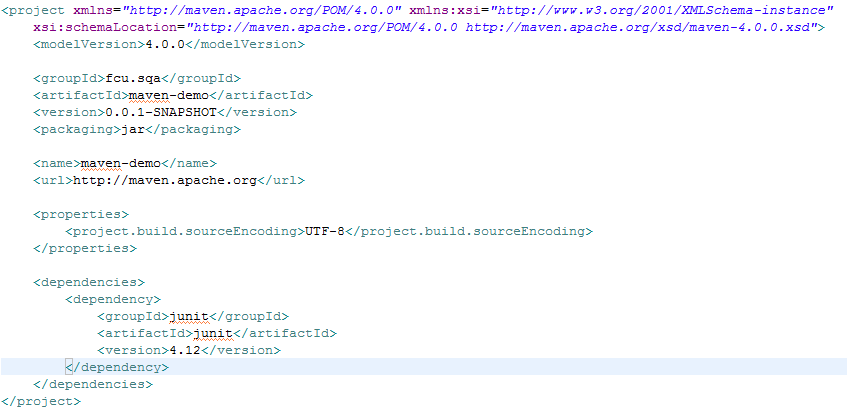 <project xmlns="http://maven.apache.org/POM/4.0.0" xmlns:xsi="http://www.w3.org/2001/XMLSchema-instance"
    xsi:schemaLocation="http://maven.apache.org/POM/4.0.0 http://maven.apache.org/xsd/maven-4.0.0.xsd">
    <modelVersion>4.0.0</modelVersion>

    <groupId>fcu.sqa</groupId>
    <artifactId>maven-demo</artifactId>
    <version>0.0.1-SNAPSHOT</version>
    <packaging>jar</packaging>

    <name>maven-demo</name>
    <url>http://maven.apache.org</url>

    <properties>
        <project.build.sourceEncoding>UTF-8</project.build.sourceEncoding>
    </properties>

    <dependencies>
        <dependency>
            <groupId>junit</groupId>
            <artifactId>junit</artifactId>
            <version>4.12</version>
        </dependency>
    </dependencies>
</project>